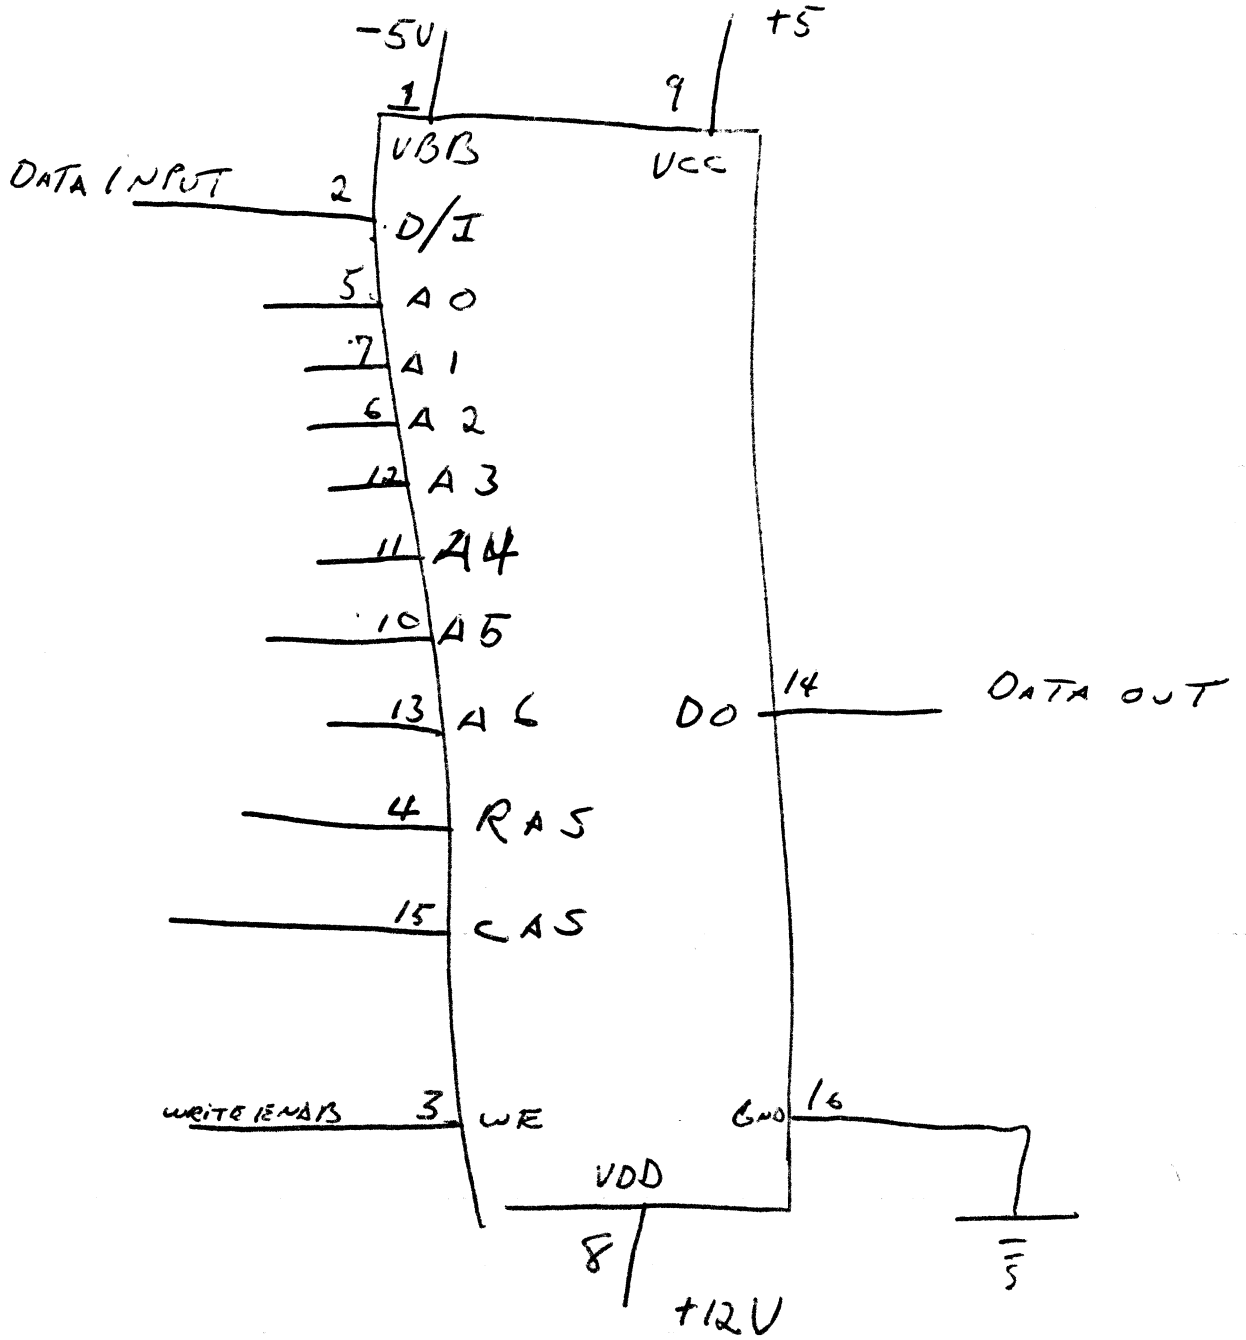 -5V +5
1 9
VBB VCC
DATA INPUT 2 D/I
5 A0
7 A1
6 A2
12 A3
11 A4
10 A5
13 A6
DO 14 DATA OUT
4 RAS
15 CAS
WRITE ENAB 3 WE GND 16
VDD
8
+12V